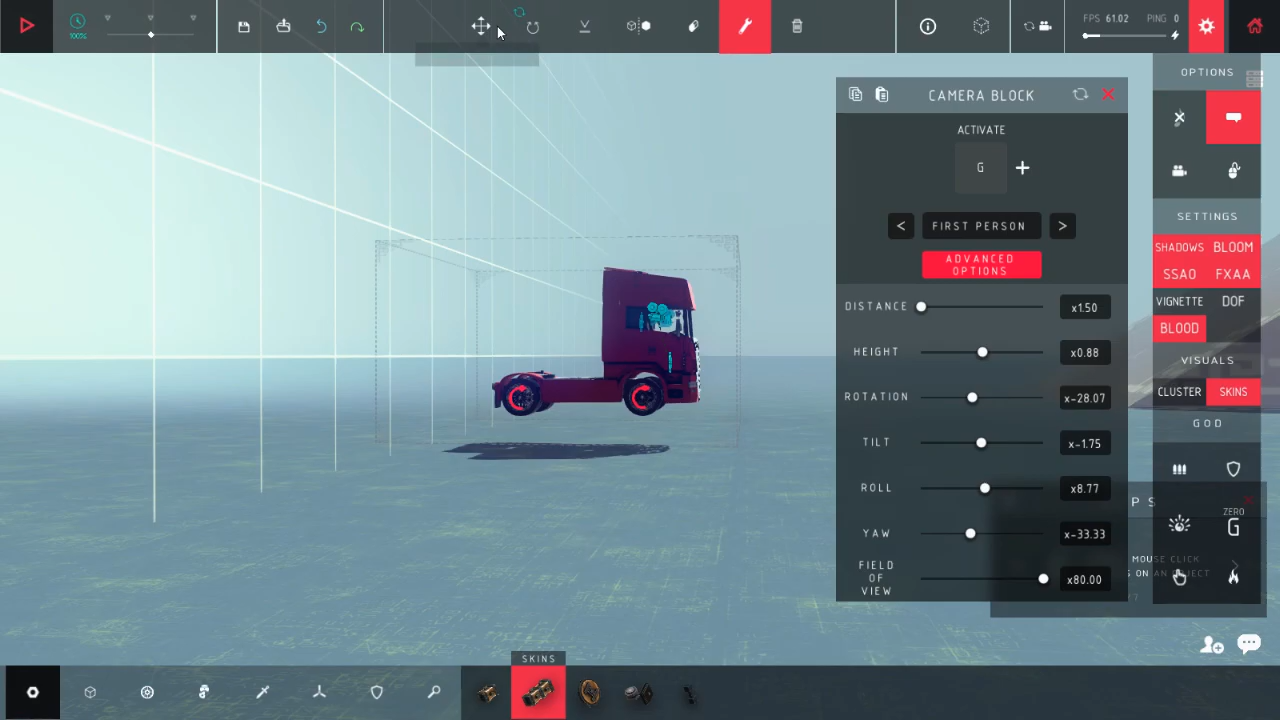 100%
FPS 61.02 PING 0
OPTIONS
CAMERA BLOCK
ACTIVATE
G
+
< FIRST PERSON >
ADVANCED
OPTIONS
DISTANCE x1.50
HEIGHT x0.88
ROTATION x-28.07
TILT x-1.75
ROLL x8.77
YAW x-33.33
FIELD
OF
VIEW
x80.00
SETTINGS
SHADOWS BLOOM
SSAO FXAA
VIGNETTE DOF
BLOOD
VISUALS
CLUSTER SKINS
GOD
P S
ZERO
G
MOUSE CLICK
ON AN OBJECT
SKINS